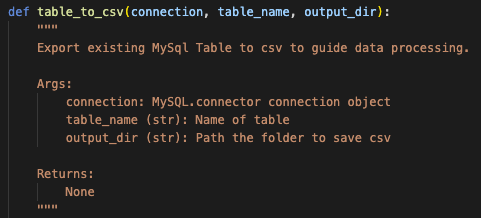 def table_to_csv(connection, table_name, output_dir):
    """
    Export existing MySql Table to csv to guide data processing.

    Args:
        connection: MySQL.connector connection object
        table_name (str): Name of table
        output_dir (str): Path the folder to save csv

    Returns:
        None
    """